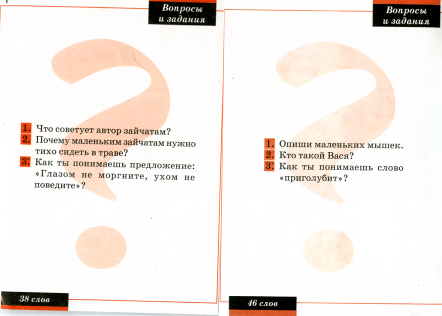 Вопросы
и задания
1. Что советует автор зайчатам?
2. Почему маленьким зайчатам нужно
тихо сидеть в траве?
3. Как ты понимаешь предложение:
«Глазом не моргните, ухом не
поведите»?
38 слов
Вопросы
и задания
1. Опиши маленьких мышек.
2. Кто такой Вася?
3. Как ты понимаешь слово
«приголубит»?
46 слов